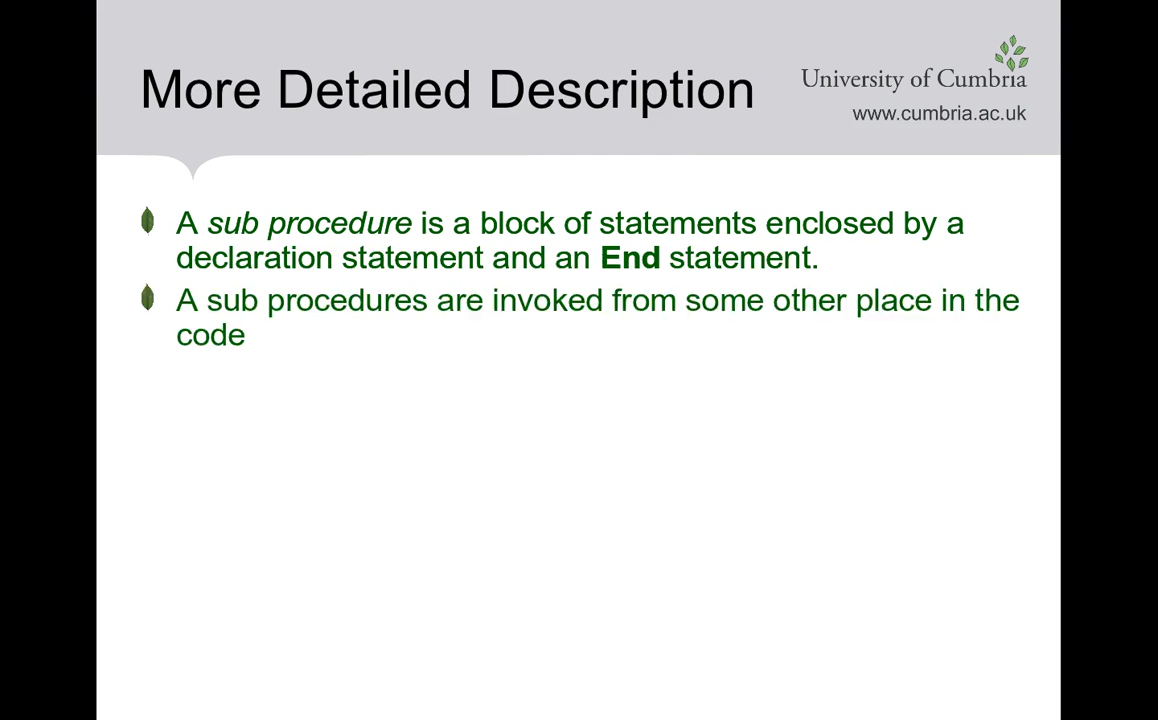 More Detailed Description
University of Cumbria
www.cumbria.ac.uk
A sub procedure is a block of statements enclosed by a
declaration statement and an End statement.
A sub procedures are invoked from some other place in the
code